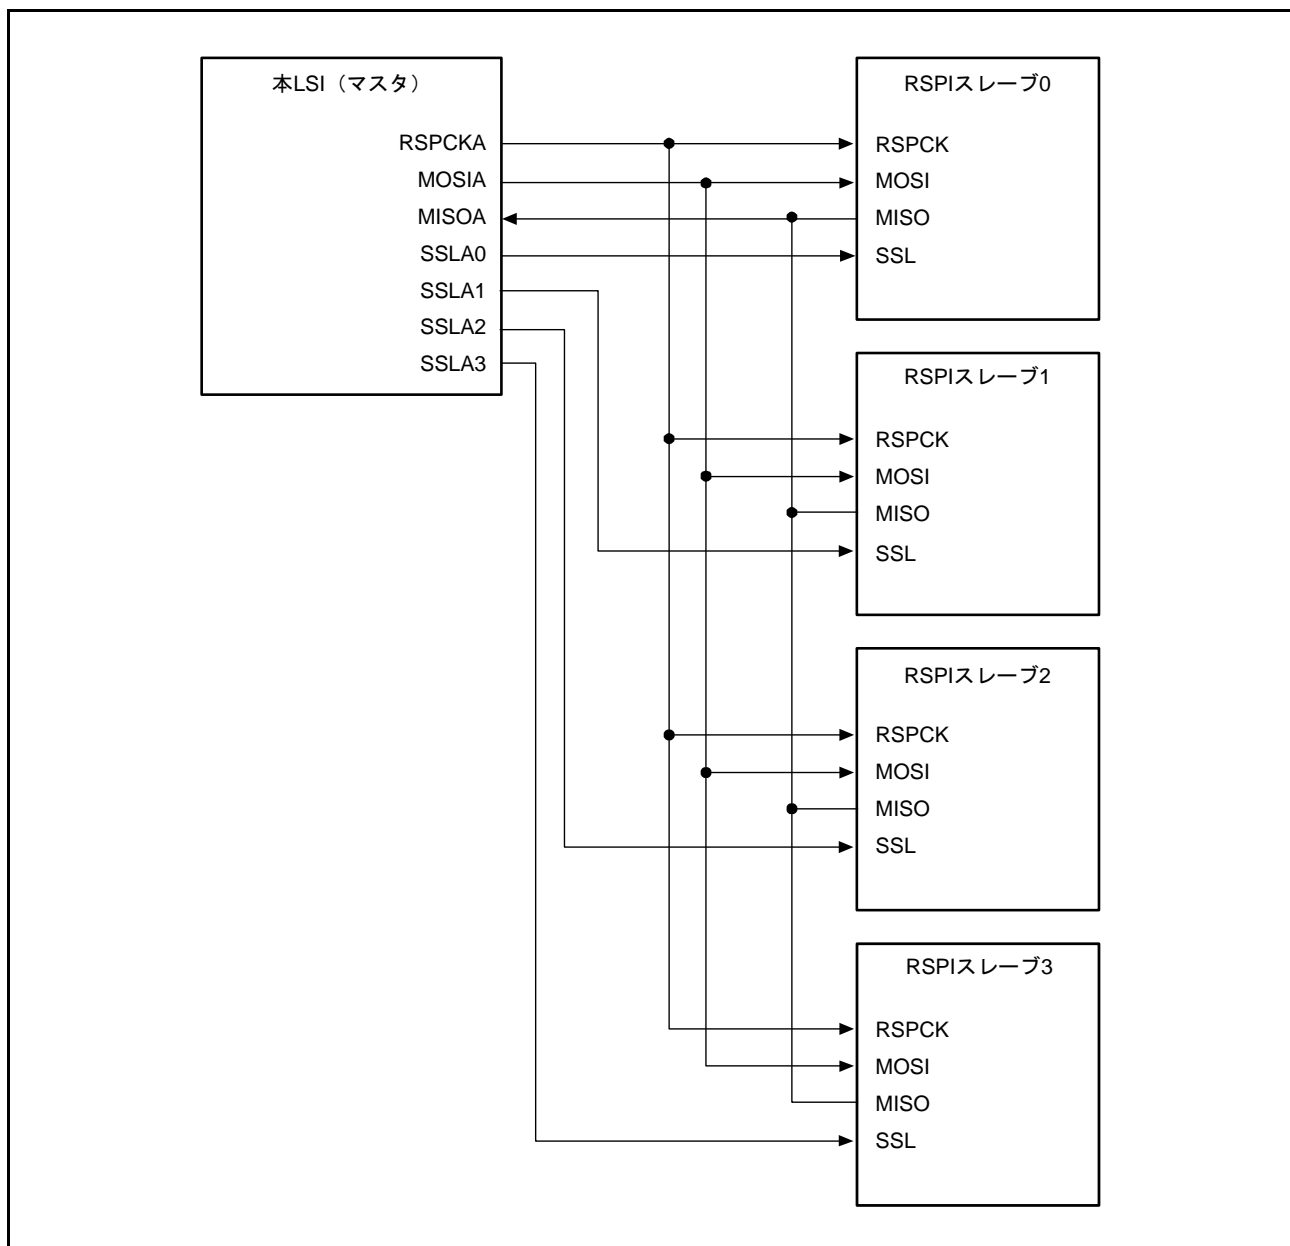 本LSI（マスタ）
RSPCKA
MOSIA
MISOA
SSLA0
SSLA1
SSLA2
SSLA3
RSPIスレーブ0
RSPCK
MOSI
MISO
SSL
RSPIスレーブ1
RSPCK
MOSI
MISO
SSL
RSPIスレーブ2
RSPCK
MOSI
MISO
SSL
RSPIスレーブ3
RSPCK
MOSI
MISO
SSL